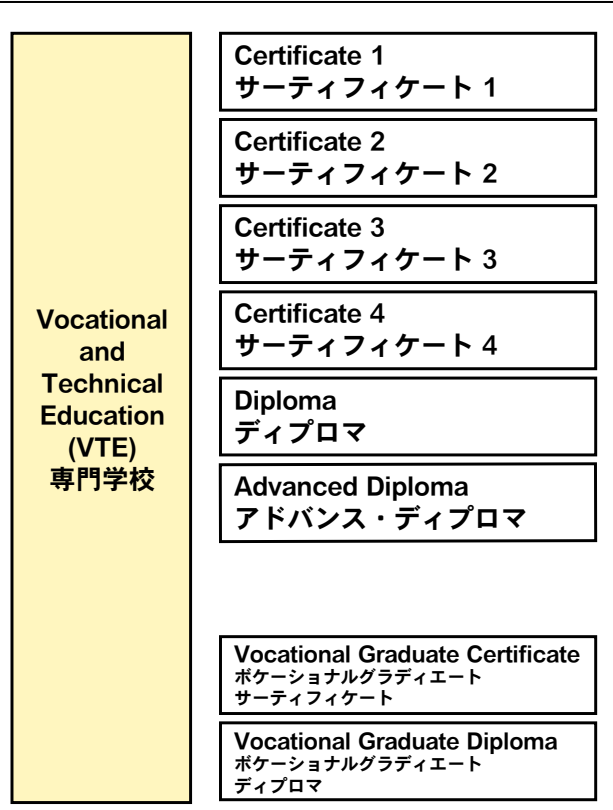 Vocational
and
Technical
Education
(VTE)
専門学校
Certificate 1
サーティフィケート 1
Certificate 2
サーティフィケート 2
Certificate 3
サーティフィケート 3
Certificate 4
サーティフィケート 4
Diploma
ディプロマ
Advanced Diploma
アドバンス・ディプロマ
Vocational Graduate Certificate
ボケーショナルグラディエート
サーティフィケート
Vocational Graduate Diploma
ボケーショナルグラディエート
ディプロマ